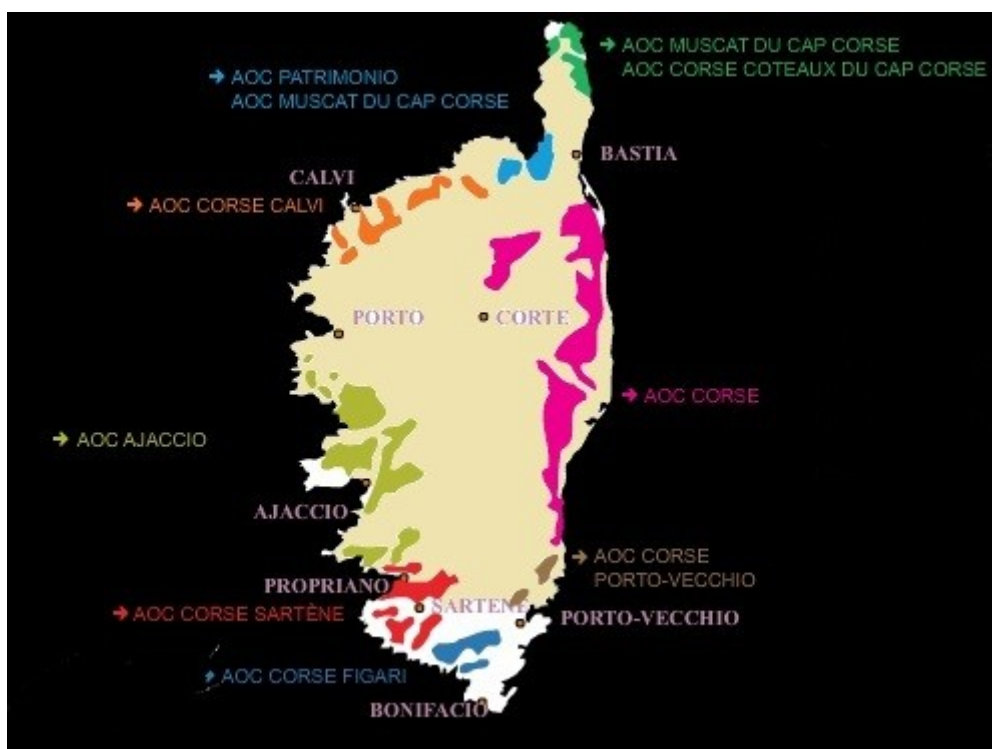 AOC MUSCAT DU CAP CORSE
AOC CORSE COTEAUX DU CAP CORSE
AOC PATRIMONIO
AOC MUSCAT DU CAP CORSE
BASTIA
CALVI
AOC CORSE CALVI
PORTO
CORTE
AOC CORSE
AOC AJACCIO
AJACCIO
AOC CORSE
PORTO-VECCHIO
PROPRIANO
SARTENE
AOC CORSE SARTÈNE
PORTO-VECCHIO
AOC CORSE FIGARI
BONIFACIO